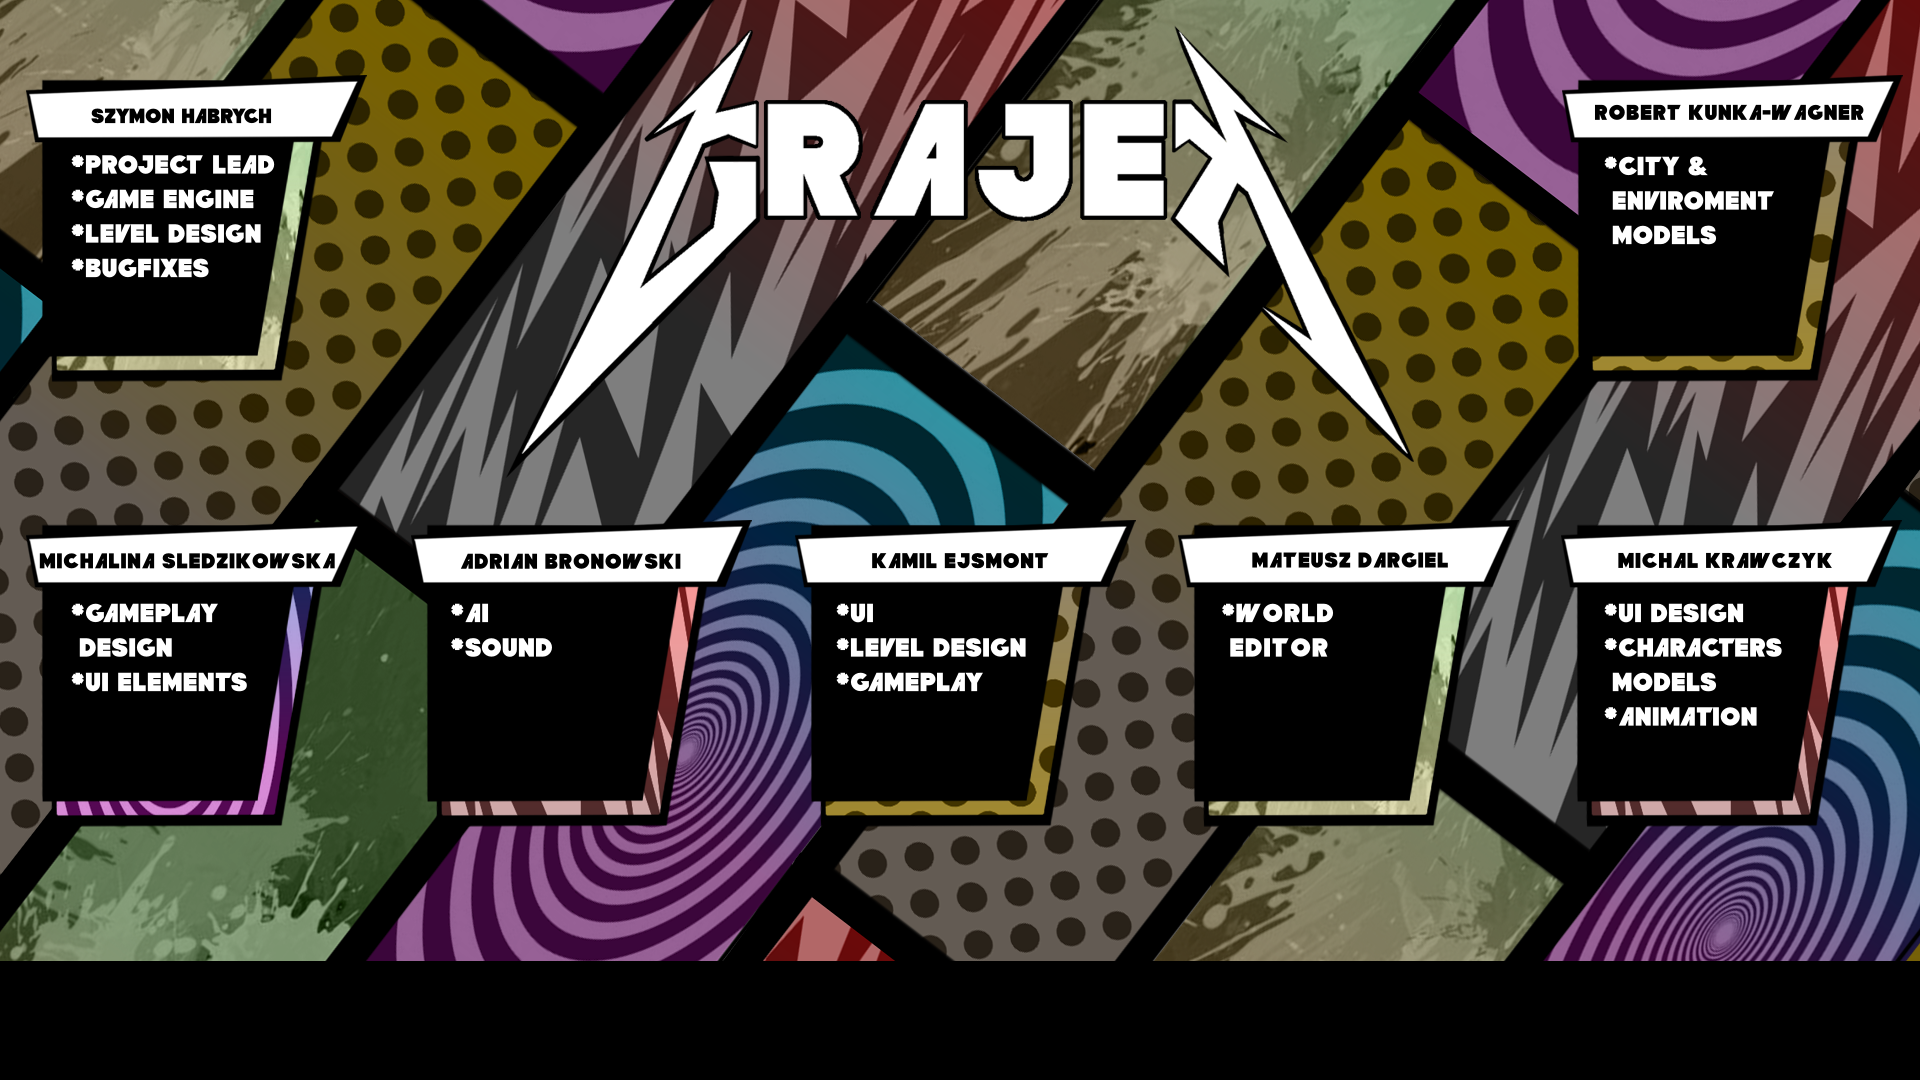 GRAJEK
SZYMON HABRYCH
*PROJECT LEAD
*GAME ENGINE
*LEVEL DESIGN
*BUGFIXES
ROBERT KUNKA-WAGNER
*CITY &
ENVIROMENT
MODELS
MICHALINA SLEDZIKOWSKA
*GAMEPLAY
DESIGN
*UI ELEMENTS
ADRIAN BRONOWSKI
*AI
*SOUND
KAMIL EJSMONT
*UI
*LEVEL DESIGN
*GAMEPLAY
MATEUSZ DARGIEL
*WORLD
EDITOR
MICHAL KRAWCZYK
*UI DESIGN
*CHARACTERS
MODELS
*ANIMATION